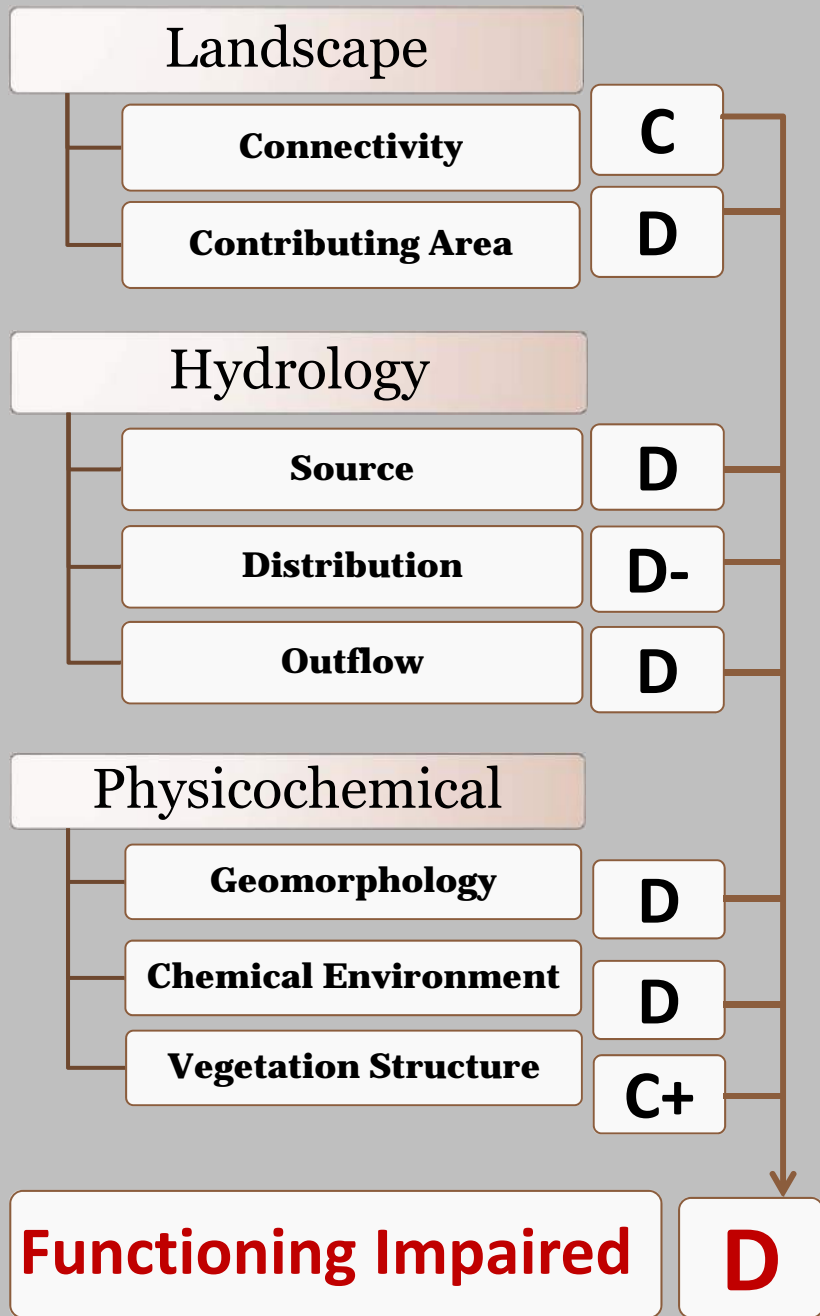 Landscape
Connectivity C
Contributing Area D
Hydrology
Source D
Distribution D-
Outflow D
Physicochemical
Geomorphology D
Chemical Environment D
Vegetation Structure C+
Functioning Impaired D